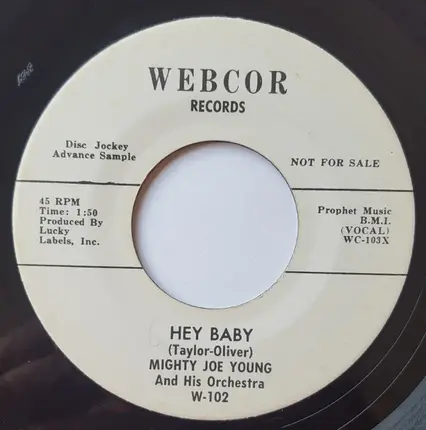 WEBCOR
RECORDS
Disc Jockey
Advance Sample
NOT FOR SALE
45 RPM
Time: 1:50
Produced By
Lucky
Labels, Inc.
Prophet Music
B.M.I.
(VOCAL)
WC-103X
HEY BABY
(Taylor-Oliver)
MIGHTY JOE YOUNG
And His Orchestra
W-102